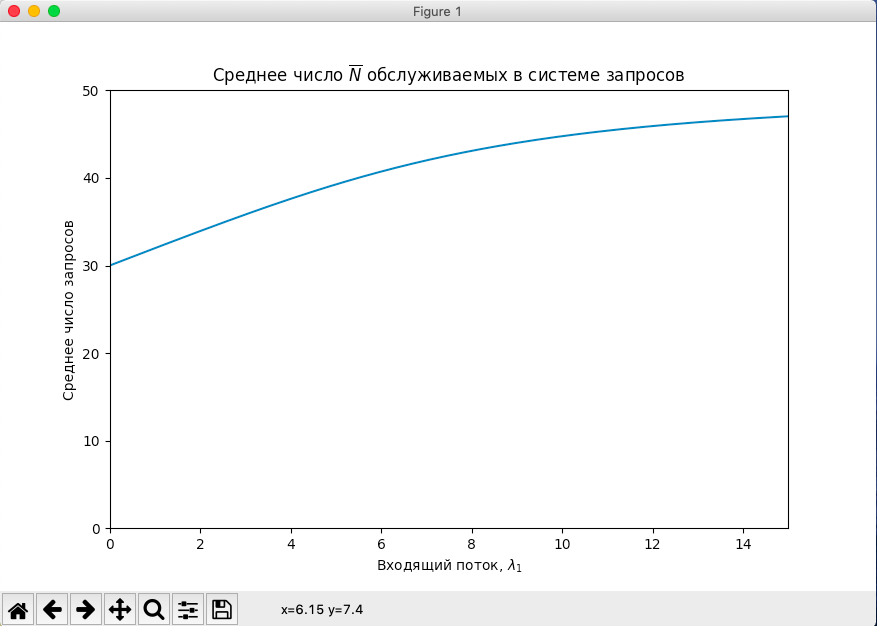 Figure 1
Среднее число N̅ обслуживаемых в системе запросов
50
40
30
20
10
0
Среднее число запросов
0 2 4 6 8 10 12 14
Входящий поток, λ₁
x=6.15 y=7.4